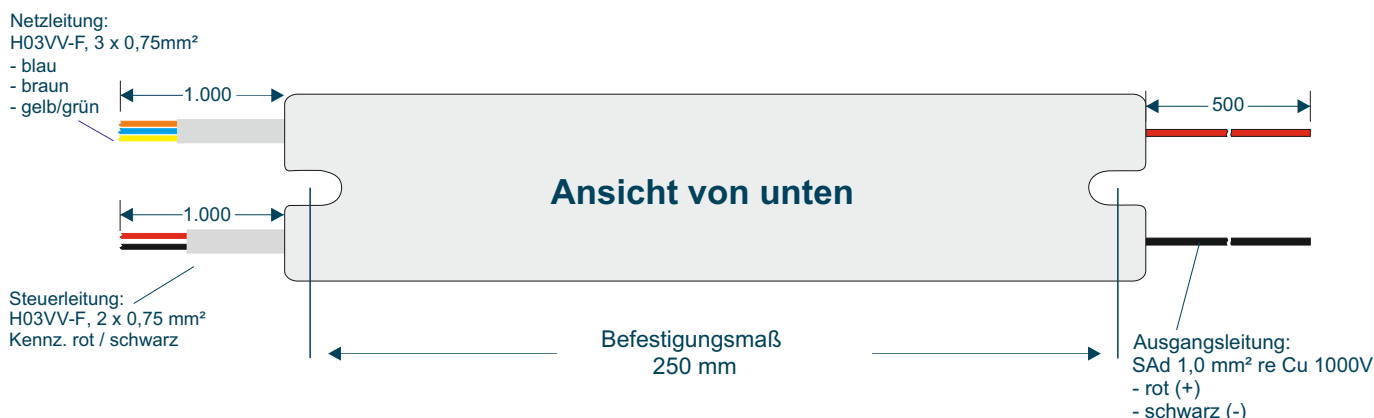 Netzleitung:
H03VV-F, 3 x 0,75mm²
- blau
- braun
- gelb/grün
1.000
500
Ansicht von unten
1.000
Steuerleitung:
H03VV-F, 2 x 0,75 mm²
Kennz. rot / schwarz
Befestigungsmaß
250 mm
Ausgangsleitung:
SAd 1,0 mm² re Cu 1000V
- rot (+)
- schwarz (-)